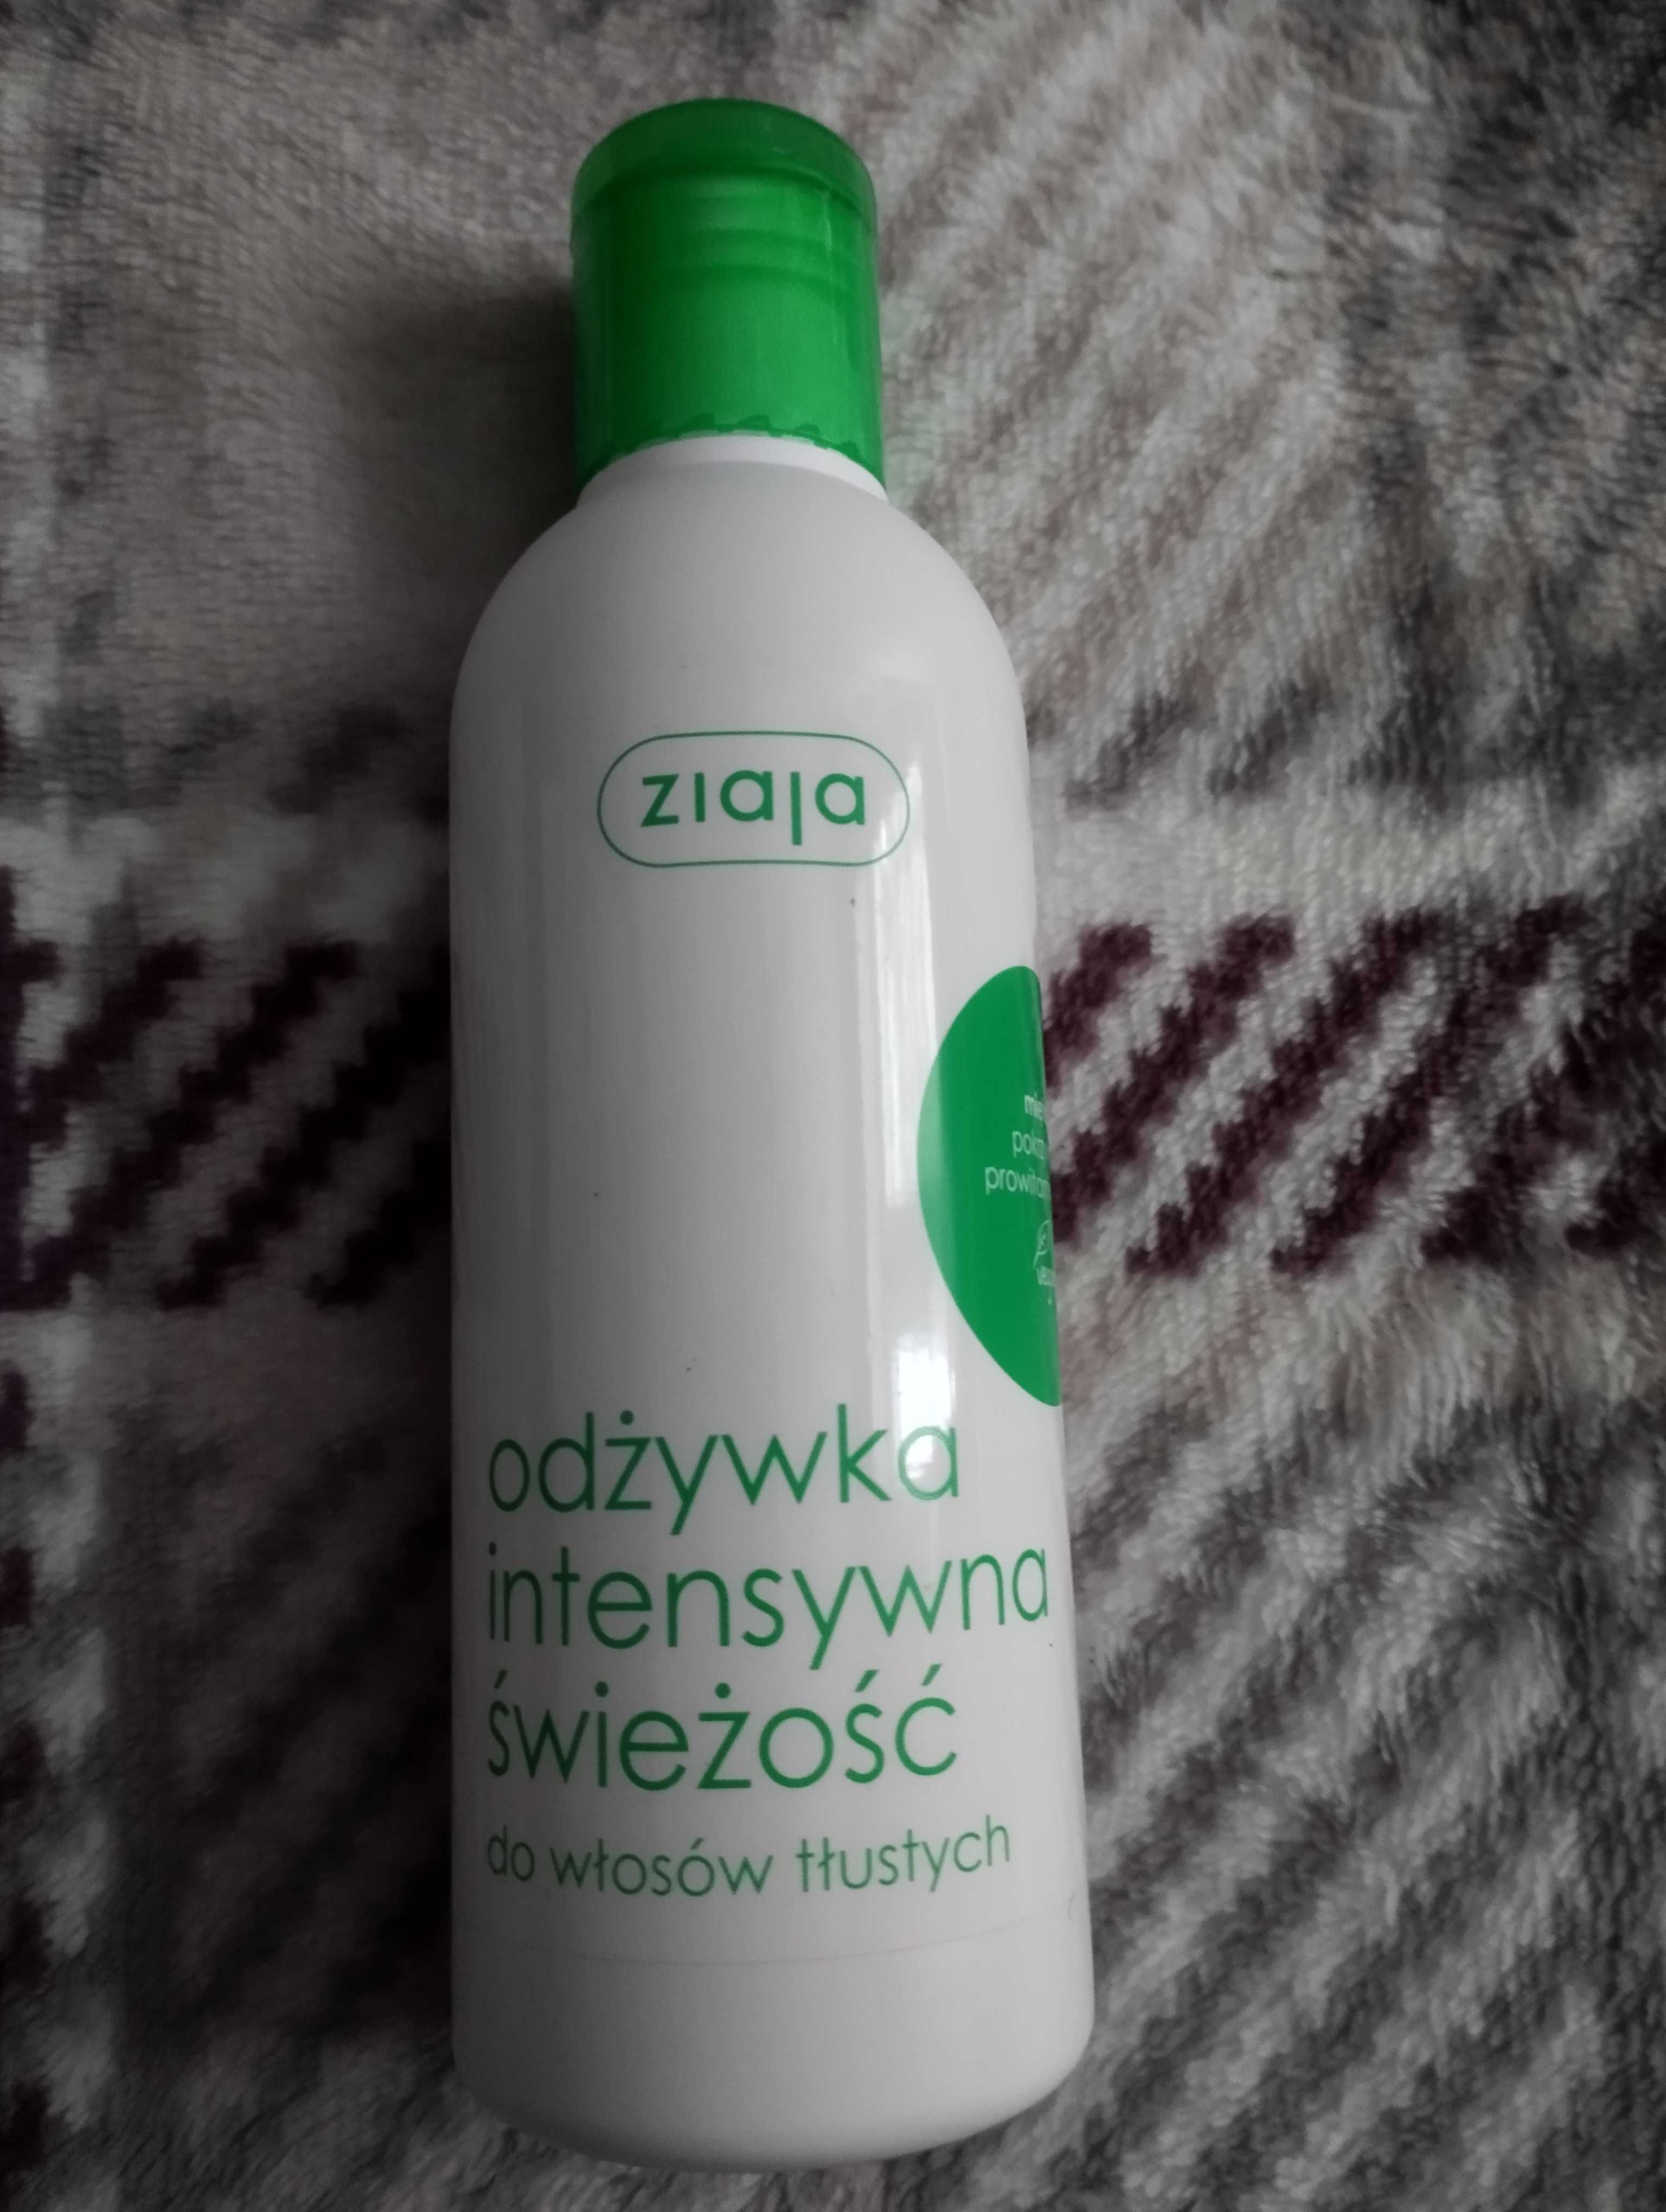 ziaja
odżywka
intensywna
świeżość
do włosów tłustych